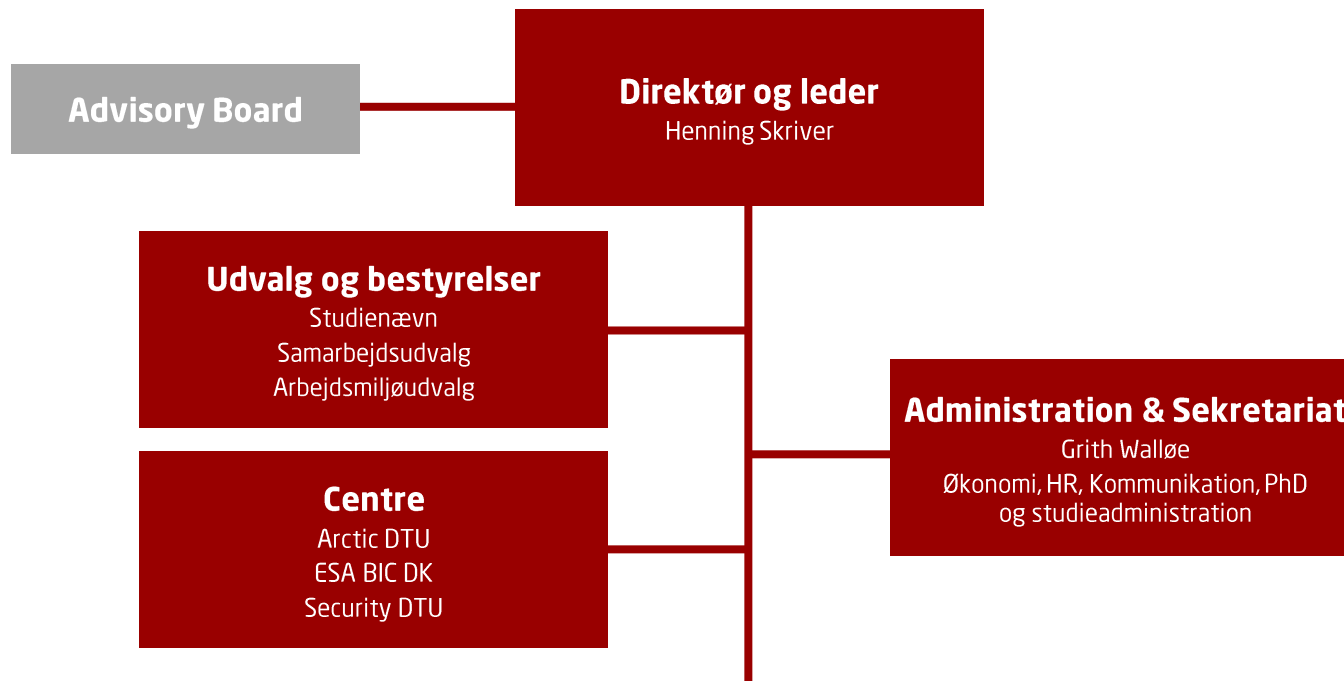 Advisory Board
Direktør og leder
Henning Skriver
Udvalg og bestyrelser
Studienævn
Samarbejdsudvalg
Arbejdsmiljøudvalg
Administration & Sekretariat
Grith Walløe
Økonomi, HR, Kommunikation, PhD
og studieadministration
Centre
Arctic DTU
ESA BIC DK
Security DTU